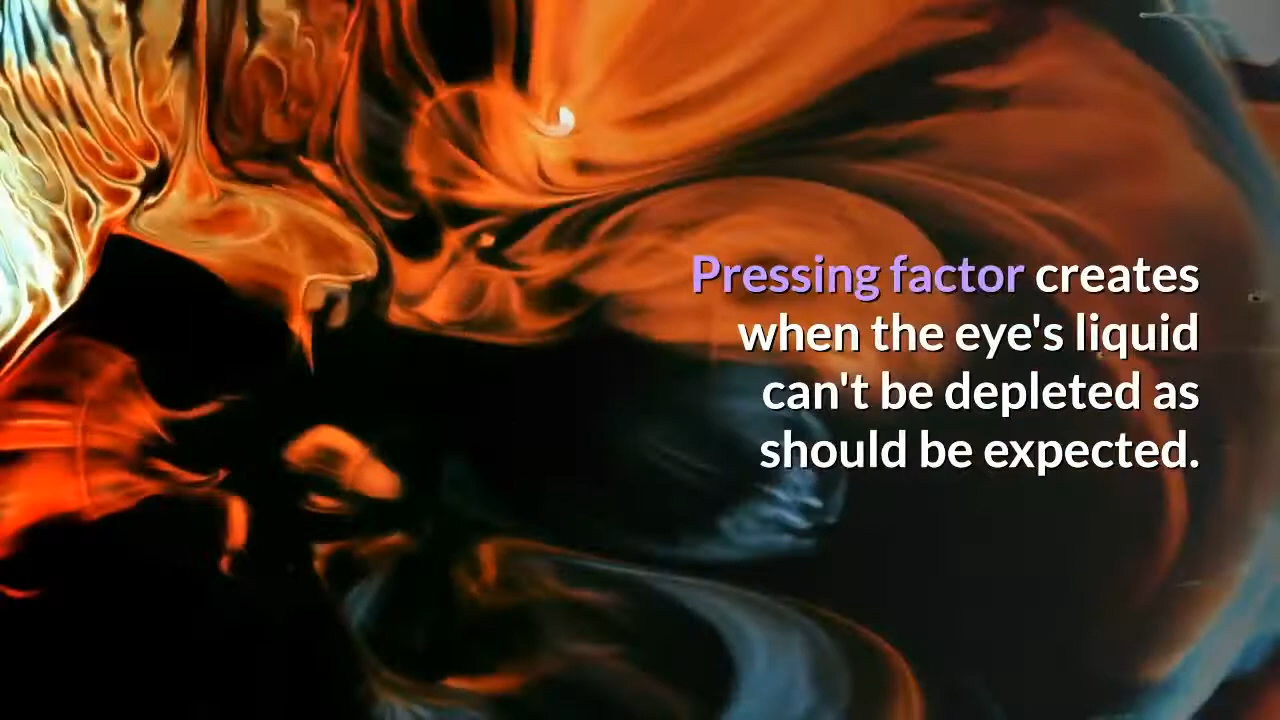 Pressing factor creates
when the eye's liquid
can't be depleted as
should be expected.